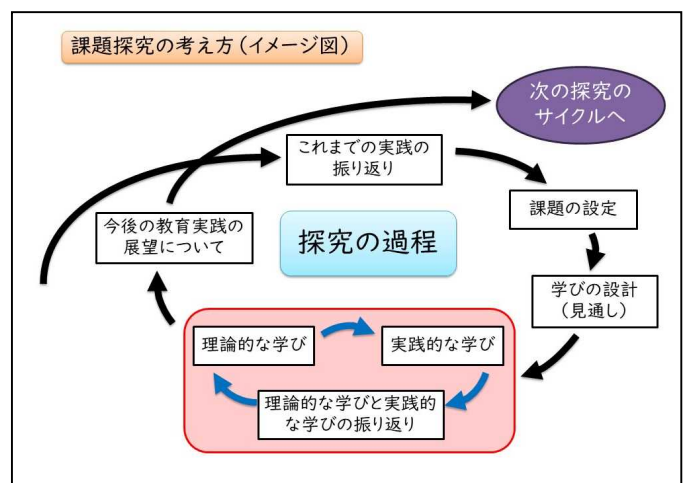 課題探究の考え方(イメージ図)
次の探究の
サイクルへ
これまでの実践の
振り返り
課題の設定
今後の教育実践の
展望について
探究の過程
学びの設計
(見通し)
理論的な学び
実践的な学び
理論的な学びと実践的
な学びの振り返り